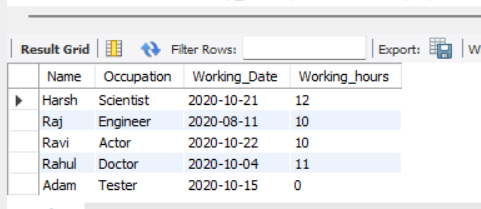 Result Grid Filter Rows: Export: W
Name Occupation Working_Date Working_hours
Harsh Scientist 2020-10-21 12
Raj Engineer 2020-08-11 10
Ravi Actor 2020-10-22 10
Rahul Doctor 2020-10-04 11
Adam Tester 2020-10-15 0